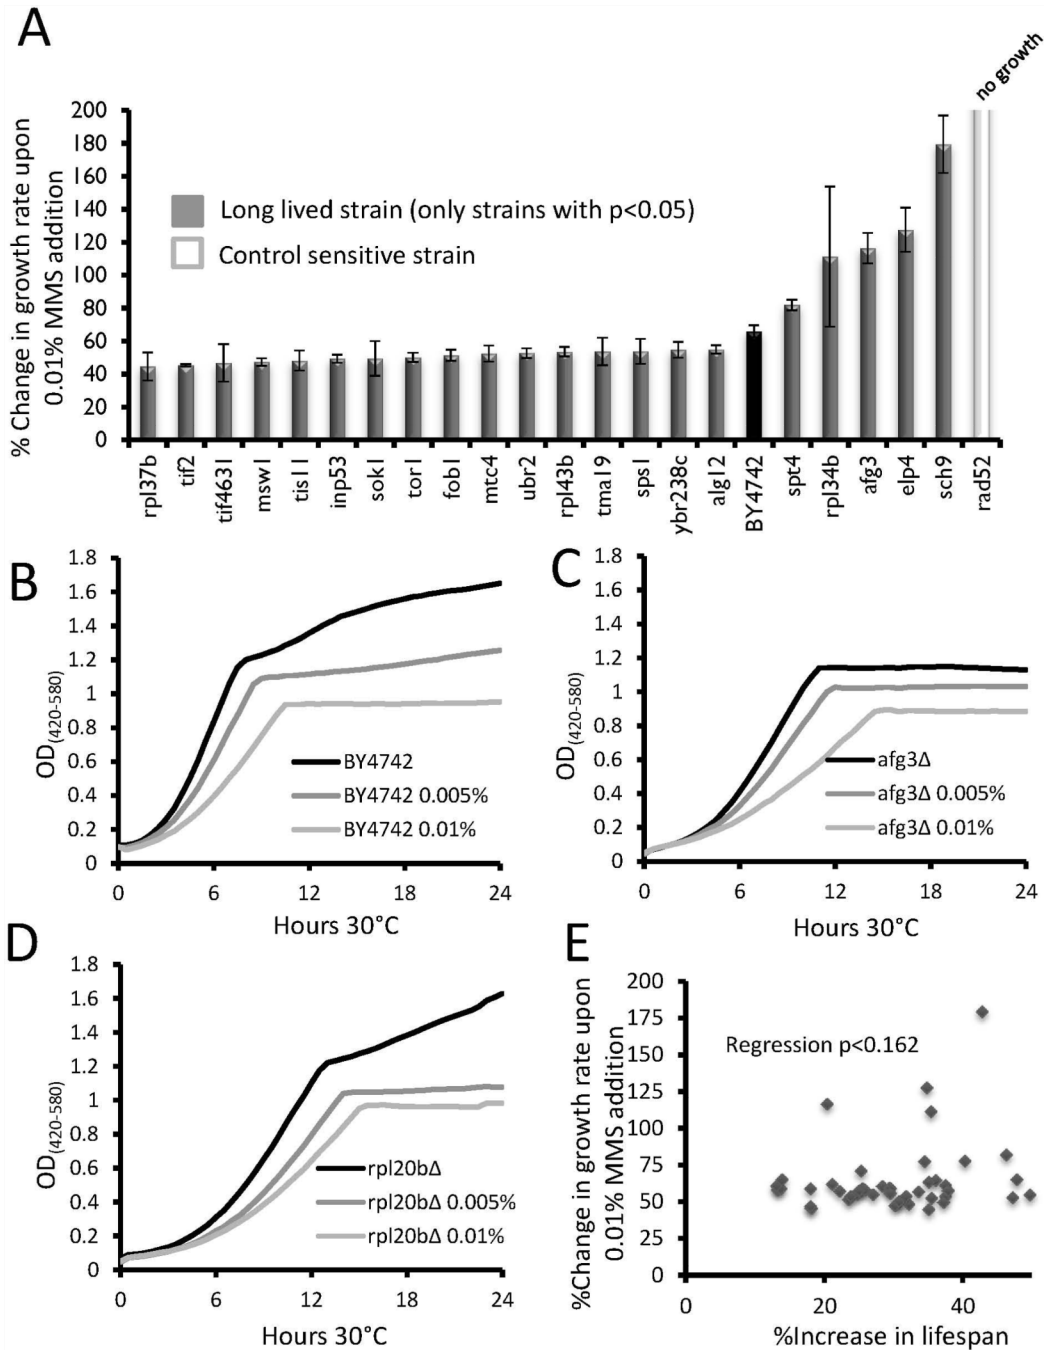 A
no growth
% Change in growth rate upon
0.01% MMS addition
200
180
160
140
120
100
80
60
40
20
0
Long lived strain (only strains with p<0.05)
Control sensitive strain
rpl37b
tif2
tif4631
msw1
tis11
inp53
sok1
tor1
fob1
mtc4
ubr2
rpl43b
tma19
sps1
ybr238c
alg12
BY4742
spt4
rpl34b
afg3
elp4
sch9
rad52
B
OD(420-580)
1.8
1.6
1.4
1.2
1
0.8
0.6
0.4
0.2
0
BY4742
BY4742 0.005%
BY4742 0.01%
0 6 12 18 24
Hours 30°C
C
OD(420-580)
1.8
1.6
1.4
1.2
1
0.8
0.6
0.4
0.2
0
afg3Δ
afg3Δ 0.005%
afg3Δ 0.01%
0 6 12 18 24
Hours 30°C
D
OD(420-580)
1.8
1.6
1.4
1.2
1
0.8
0.6
0.4
0.2
0
rpl20bΔ
rpl20bΔ 0.005%
rpl20bΔ 0.01%
0 6 12 18 24
Hours 30°C
E
%Change in growth rate upon
0.01% MMS addition
200
175
150
125
100
75
50
25
0
Regression p<0.162
0 20 40
%Increase in lifespan